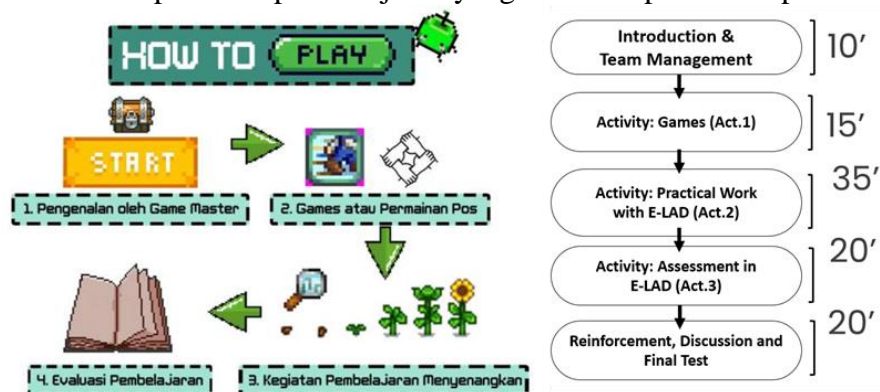 HOW TO PLAY
START
1. Pengenalan oleh Game Master
2. Games atau Permainan Pos
4. Evaluasi Pembelajaran
3. Kegiatan Pembelajaran Menyenangkan
Introduction &
Team Management
10’
Activity: Games (Act.1)
15’
Activity: Practical Work
with E-LAD (Act.2)
35’
Activity: Assessment in
E-LAD (Act.3)
20’
Reinforcement, Discussion and
Final Test
20’